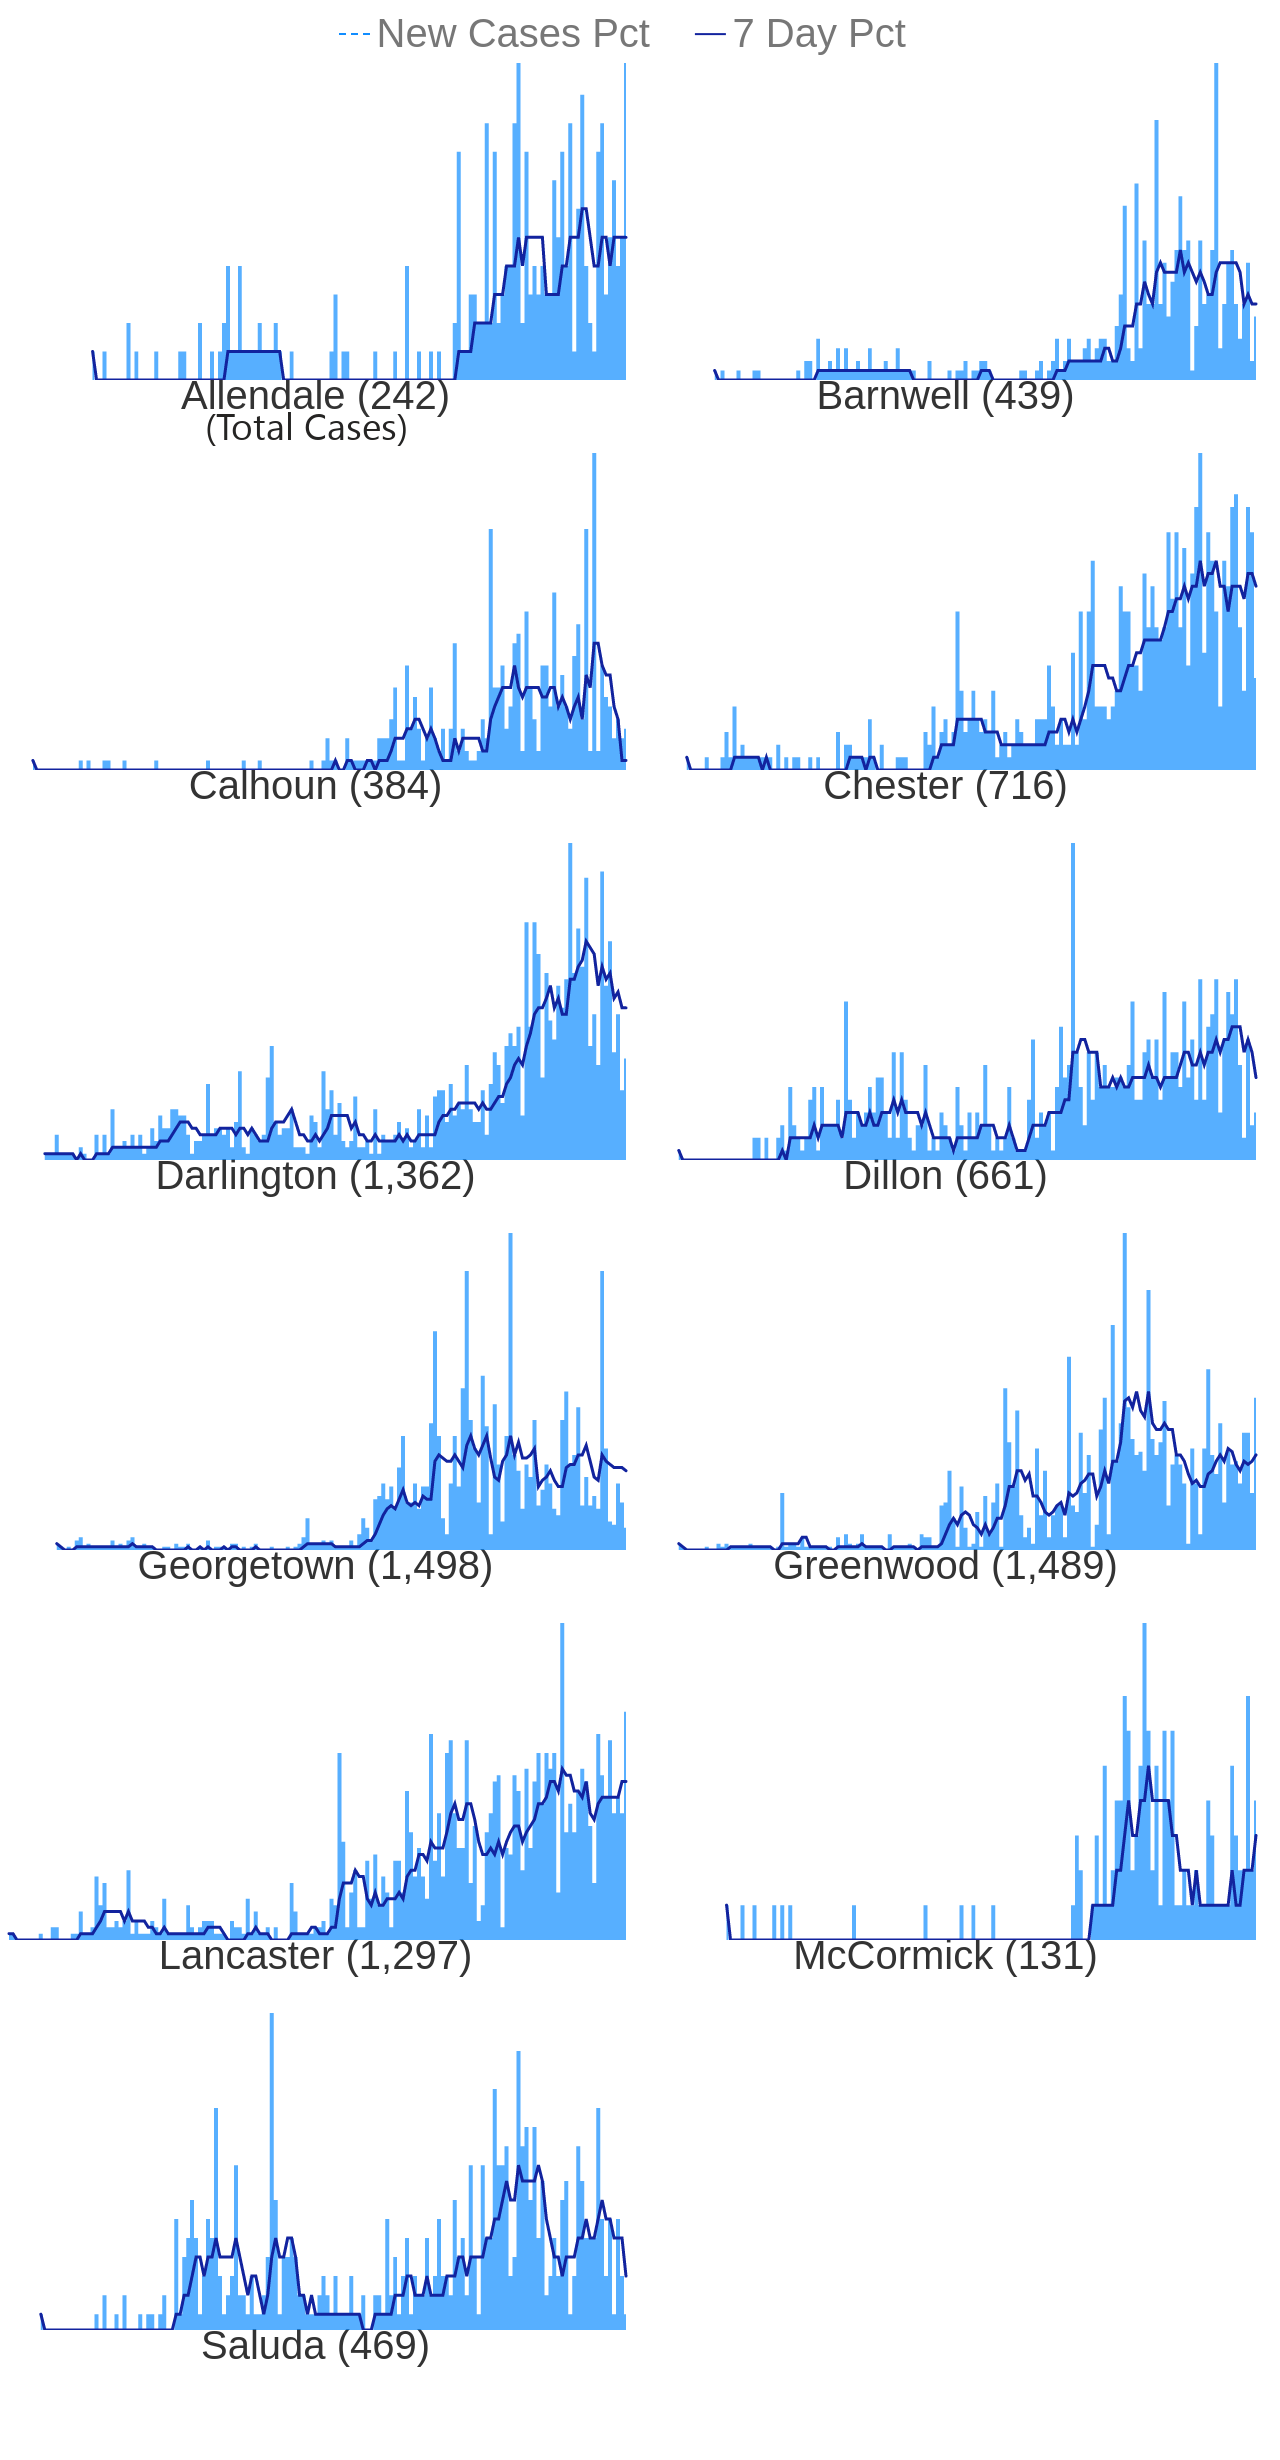 New Cases Pct 7 Day Pct
Allendale (242) Barnwell (439)
(Total Cases)
Calhoun (384) Chester (716)
Darlington (1,362) Dillon (661)
Georgetown (1,498) Greenwood (1,489)
Lancaster (1,297) McCormick (131)
Saluda (469)